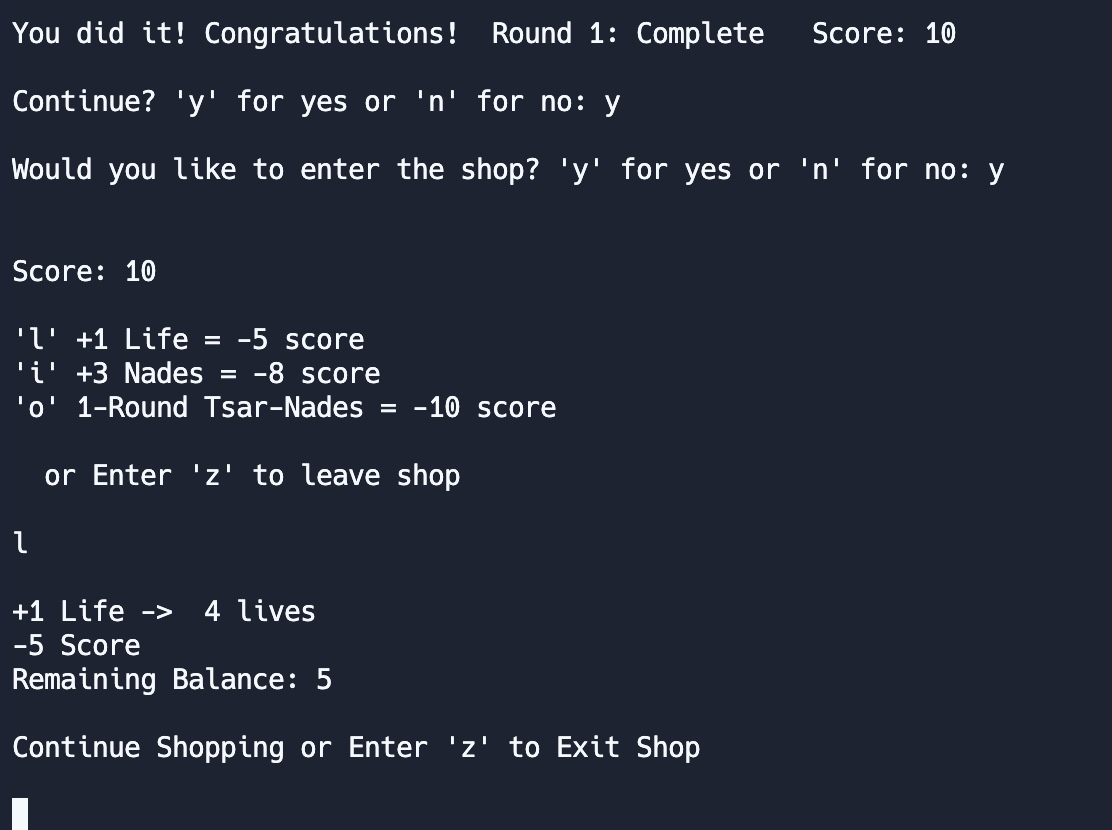 You did it! Congratulations!  Round 1: Complete   Score: 10
Continue? 'y' for yes or 'n' for no: y
Would you like to enter the shop? 'y' for yes or 'n' for no: y
Score: 10
'l' +1 Life = -5 score
'i' +3 Nades = -8 score
'o' 1-Round Tsar-Nades = -10 score
  or Enter 'z' to leave shop
l
+1 Life ->  4 lives
-5 Score
Remaining Balance: 5
Continue Shopping or Enter 'z' to Exit Shop